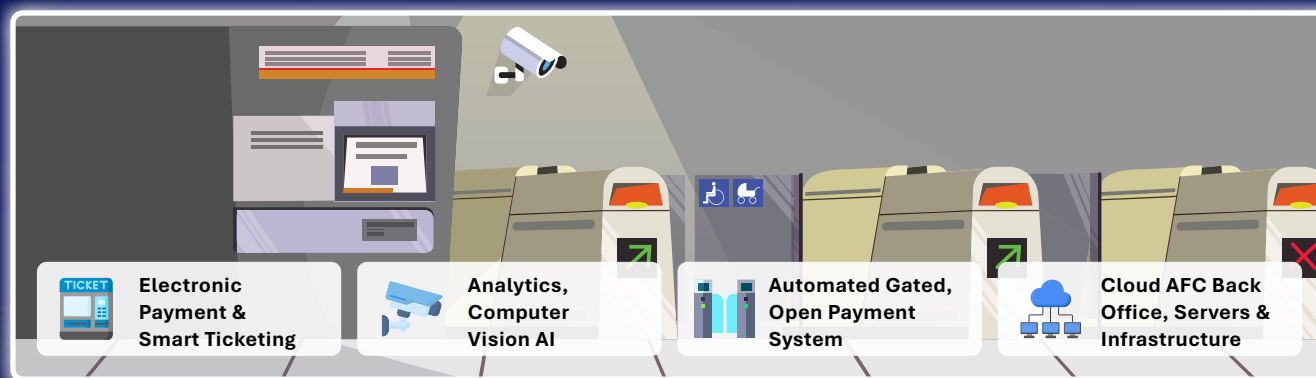 TICKET
Electronic
Payment &
Smart Ticketing
Analytics,
Computer
Vision AI
Automated Gated,
Open Payment
System
Cloud AFC Back
Office, Servers &
Infrastructure